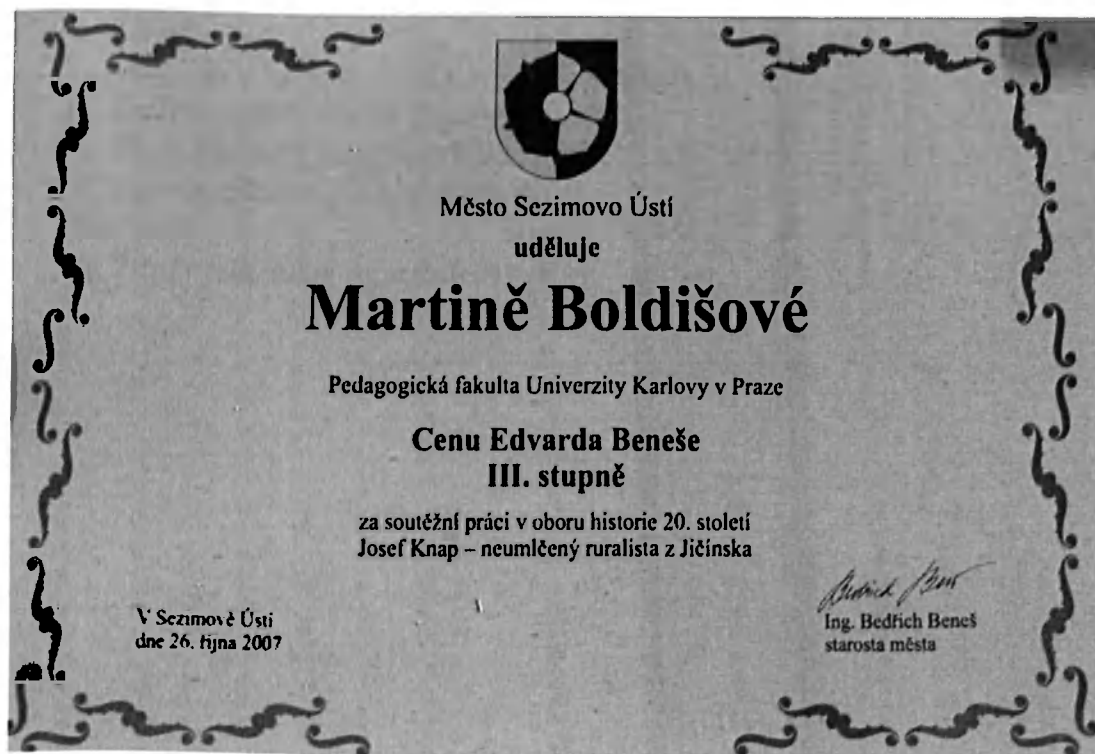 Město Sezimovo Ústí
uděluje
Martině Boldišové
Pedagogická fakulta Univerzity Karlovy v Praze
Cenu Edvarda Beneše
III. stupně
za soutěžní práci v oboru historie 20. století
Josef Knap – neumlčený ruralista z Jičínska
V Sezimově Ústí
dne 26. října 2007
Bedřich Beneš
Ing. Bedřich Beneš
starosta města